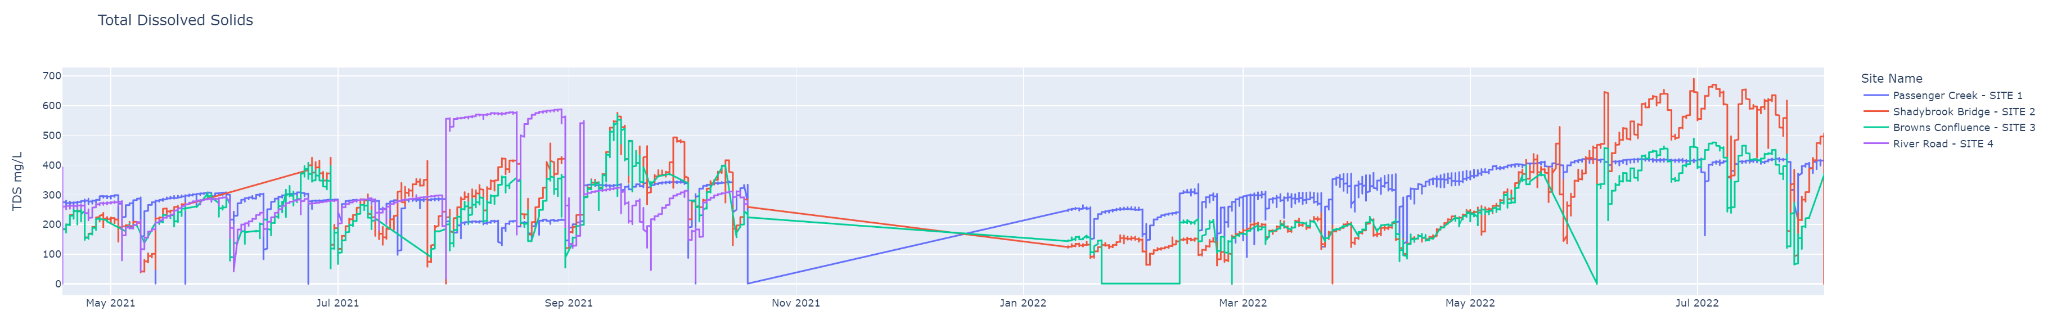 Total Dissolved Solids
TDS mg/L
700
600
500
400
300
200
100
0
May 2021
Jul 2021
Sep 2021
Nov 2021
Jan 2022
Mar 2022
May 2022
Jul 2022
Site Name
Passenger Creek - SITE 1
Shadybrook Bridge - SITE 2
Browns Confluence - SITE 3
River Road - SITE 4